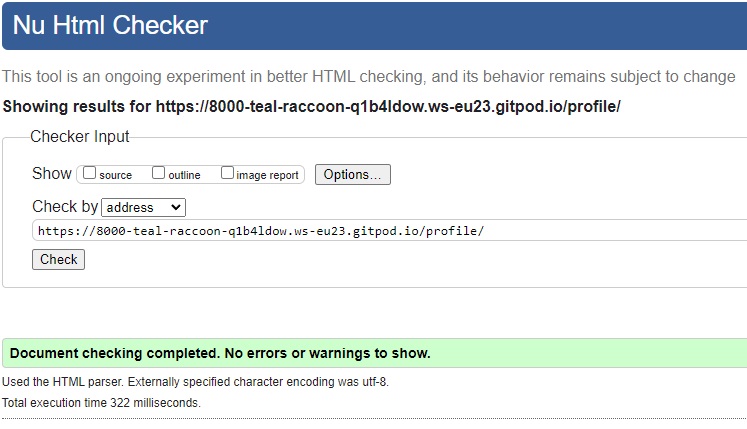 Nu Html Checker
This tool is an ongoing experiment in better HTML checking, and its behavior remains subject to change
Showing results for https://8000-teal-raccoon-q1b4ldow.ws-eu23.gitpod.io/profile/
Checker Input
Show source outline image report Options...
Check by address
https://8000-teal-raccoon-q1b4ldow.ws-eu23.gitpod.io/profile/
Check
Document checking completed. No errors or warnings to show.
Used the HTML parser. Externally specified character encoding was utf-8.
Total execution time 322 milliseconds.